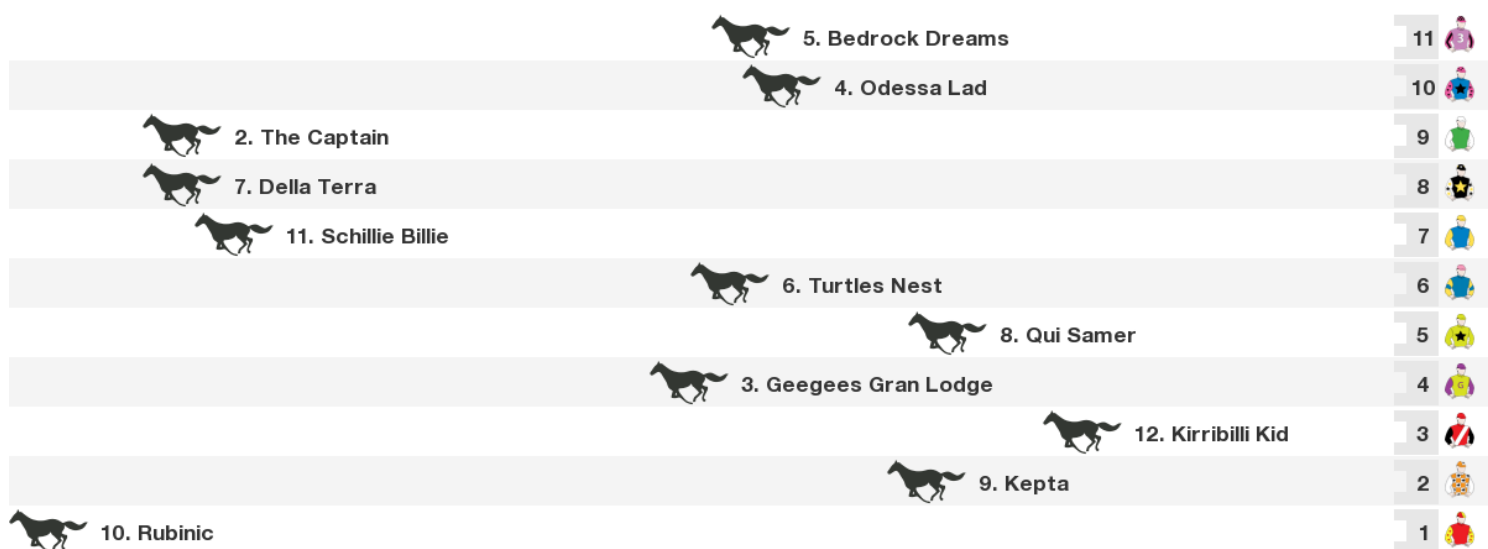 5. Bedrock Dreams 11 3
4. Odessa Lad 10
2. The Captain 9
7. Della Terra 8
11. Schillie Billie 7
6. Turtles Nest 6
8. Qui Samer 5
3. Geegees Gran Lodge 4 G
12. Kirribilli Kid 3
9. Kepta 2
10. Rubinic 1